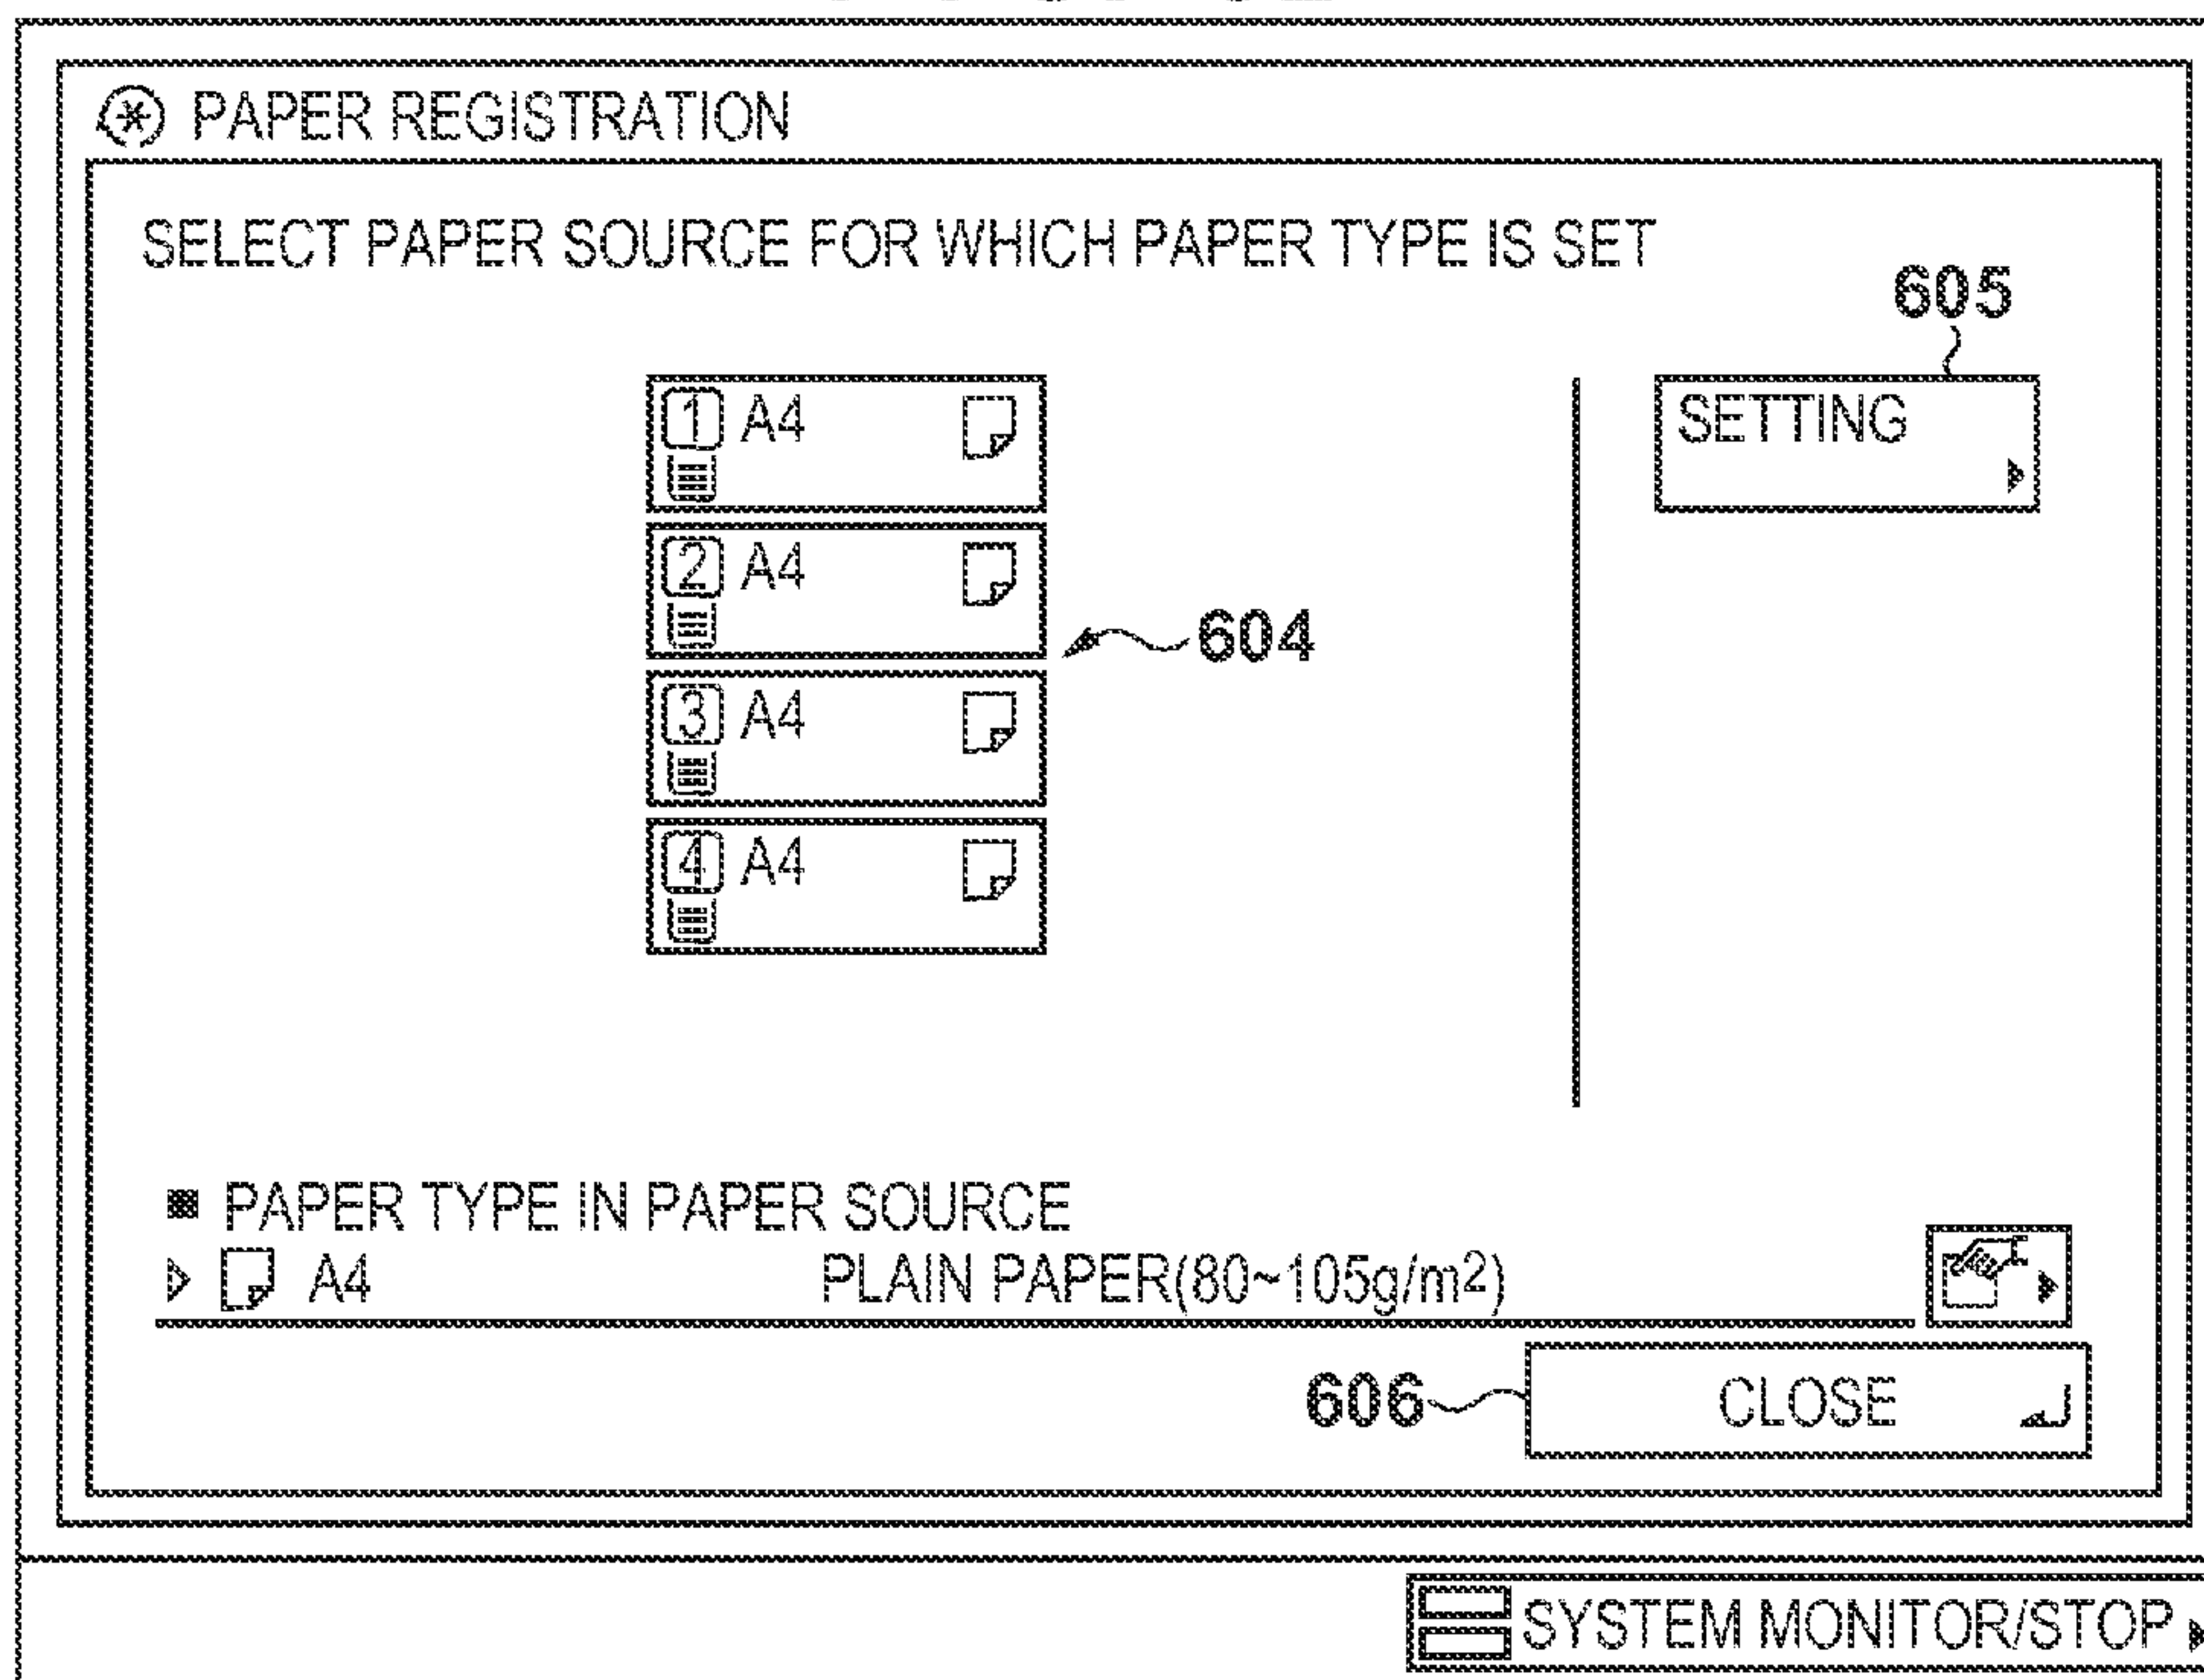 PAPER REGISTRATION
SELECT PAPER SOURCE FOR WHICH PAPER TYPE IS SET
605
1 A4
SETTING
2 A4
604
3 A4
4 A4
PAPER TYPE IN PAPER SOURCE
A4 PLAIN PAPER(80~105g/m2)
606 CLOSE
SYSTEM MONITOR/STOP